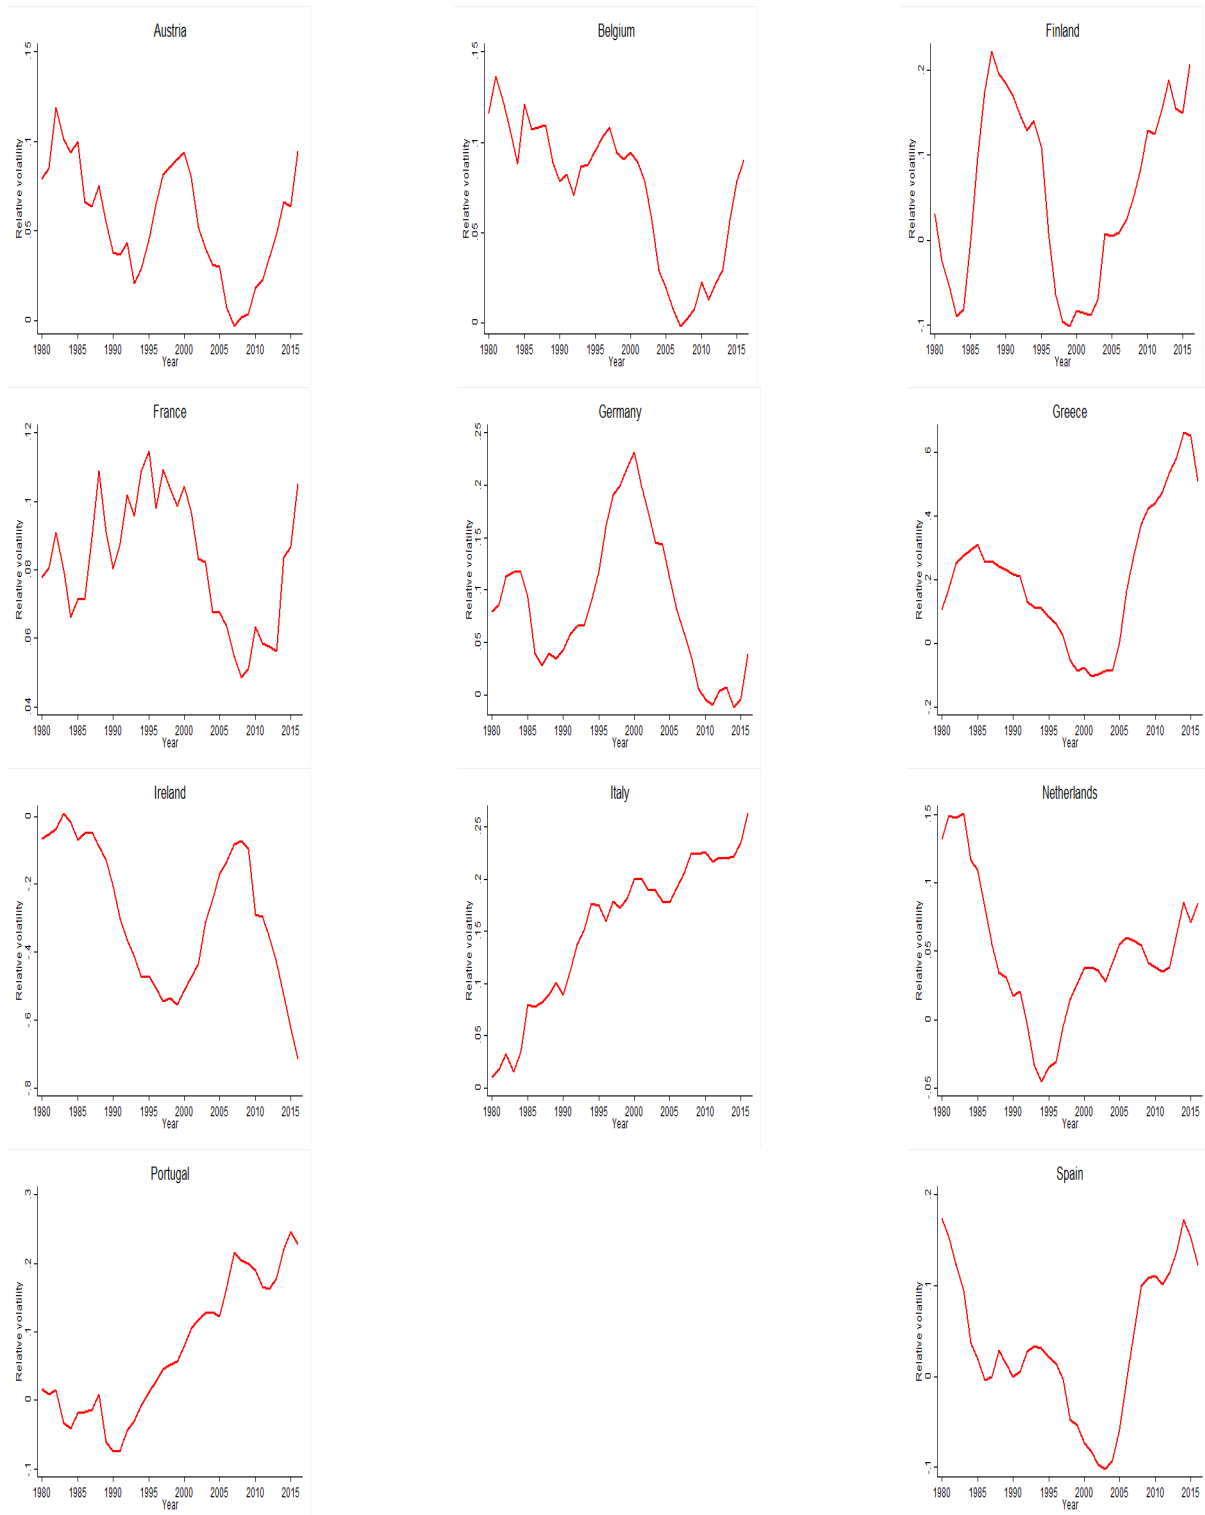 Austria
Relative volatility
0 .05 .1 .15
1980 1985 1990 1995 2000 2005 2010 2015
Year
Belgium
Relative volatility
0 .05 .1 .15
1980 1985 1990 1995 2000 2005 2010 2015
Year
Finland
Relative volatility
-.1 0 .1 .2
1980 1985 1990 1995 2000 2005 2010 2015
Year
France
Relative volatility
.04 .06 .08 .1 .12
1980 1985 1990 1995 2000 2005 2010 2015
Year
Germany
Relative volatility
0 .05 .1 .15 .2 .25
1980 1985 1990 1995 2000 2005 2010 2015
Year
Greece
Relative volatility
-.2 0 .2 .4 .6
1980 1985 1990 1995 2000 2005 2010 2015
Year
Ireland
Relative volatility
-.8 -.6 -.4 -.2 0
1980 1985 1990 1995 2000 2005 2010 2015
Year
Italy
Relative volatility
0 .05 .1 .15 .2 .25
1980 1985 1990 1995 2000 2005 2010 2015
Year
Netherlands
Relative volatility
-.05 0 .05 .1 .15
1980 1985 1990 1995 2000 2005 2010 2015
Year
Portugal
Relative volatility
-.1 0 .1 .2 .3
1980 1985 1990 1995 2000 2005 2010 2015
Year
Spain
Relative volatility
-.1 0 .1 .2
1980 1985 1990 1995 2000 2005 2010 2015
Year